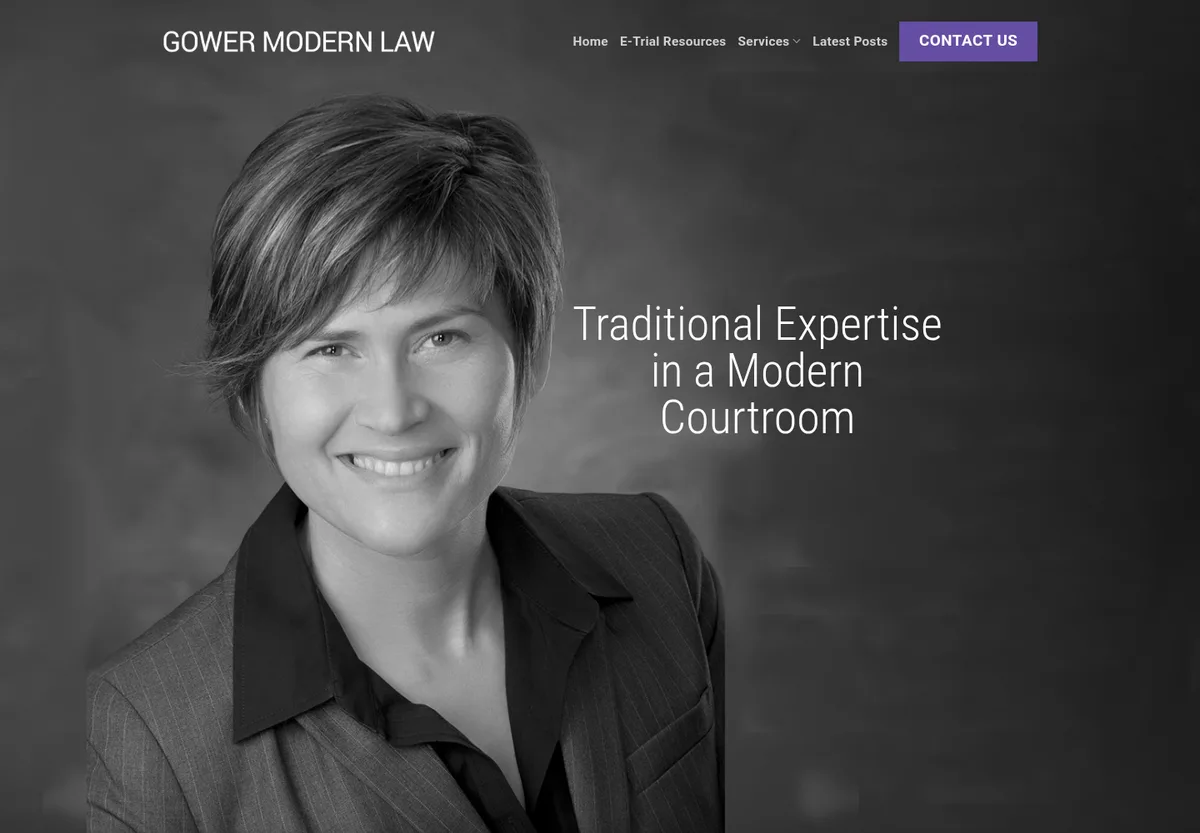 GOWER MODERN LAW
Home
E-Trial Resources
Services
Latest Posts
CONTACT US
Traditional Expertise
in a Modern
Courtroom